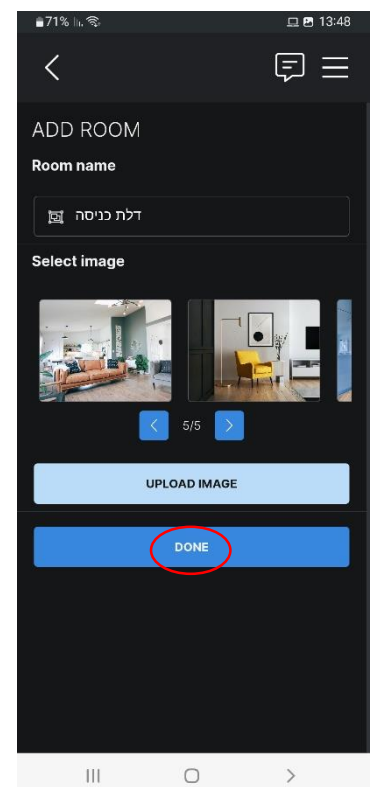 71% 13:48
ADD ROOM
Room name
דלת כניסה
Select image
5/5
UPLOAD IMAGE
DONE